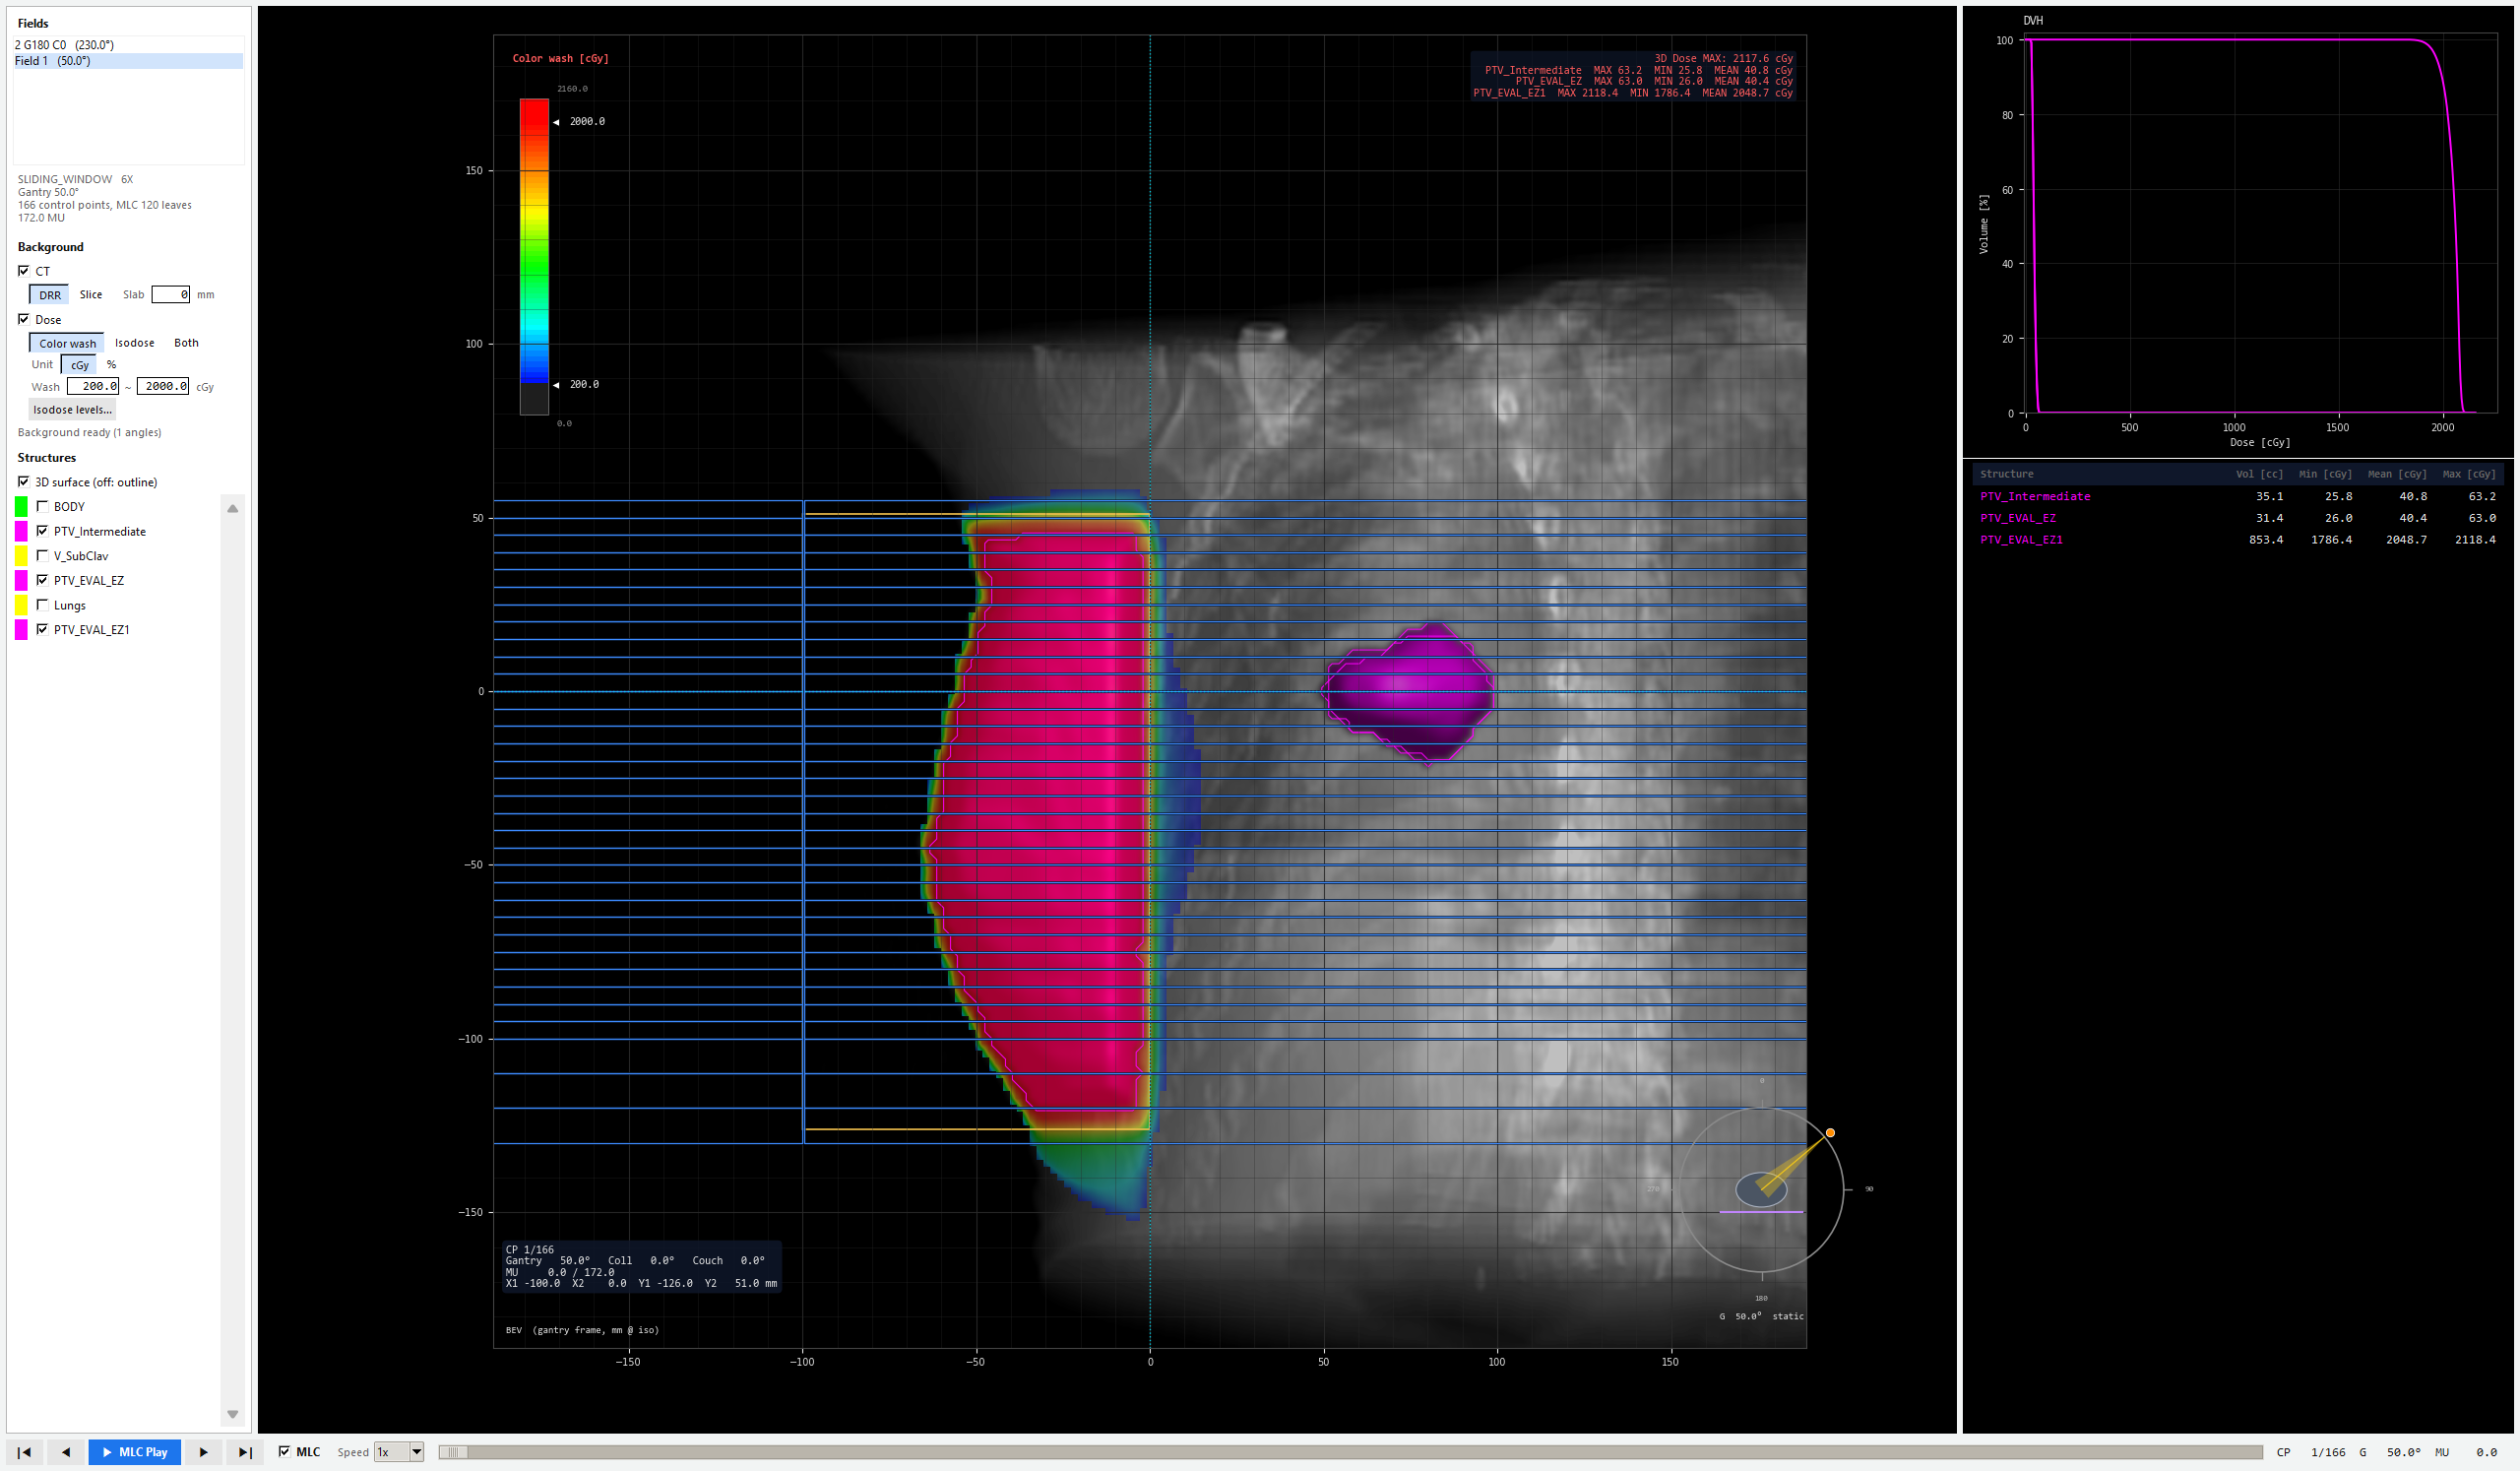 Fields
2 G180 C0   (230.0°)
Field 1   (50.0°)
SLIDING_WINDOW   6X
Gantry 50.0°
166 control points, MLC 120 leaves
172.0 MU
Background
CT
DRR   Slice   Slab   0   mm
Dose
Color wash   Isodose   Both
Unit   cGy   %
Wash   200.0 ~ 2000.0   cGy
Isodose levels...
Background ready (1 angles)
Structures
3D surface (off: outline)
BODY
PTV_Intermediate
V_SubClav
PTV_EVAL_EZ
Lungs
PTV_EVAL_EZ1
Color wash [cGy]
2160.0
◄ 2000.0
◄ 200.0
0.0
3D Dose MAX: 2117.6 cGy
PTV_Intermediate  MAX 63.2  MIN 25.8  MEAN 40.8 cGy
PTV_EVAL_EZ  MAX 63.0  MIN 26.0  MEAN 40.4 cGy
PTV_EVAL_EZ1  MAX 2118.4  MIN 1786.4  MEAN 2048.7 cGy
150
100
50
0
−50
−100
−150
−150   −100   −50   0   50   100   150
CP 1/166
Gantry   50.0°   Coll   0.0°   Couch   0.0°
MU   0.0 / 172.0
X1 -100.0  X2   0.0  Y1 -126.0  Y2   51.0 mm
BEV  (gantry frame, mm @ iso)
0
270
90
180
G  50.0°  static
DVH
100
80
60
40
20
0
Volume [%]
0   500   1000   1500   2000
Dose [cGy]
Structure   Vol [cc]   Min [cGy]   Mean [cGy]   Max [cGy]
PTV_Intermediate   35.1   25.8   40.8   63.2
PTV_EVAL_EZ   31.4   26.0   40.4   63.0
PTV_EVAL_EZ1   853.4   1786.4   2048.7   2118.4
MLC Play   MLC   Speed   1x   CP   1/166   G   50.0°   MU   0.0